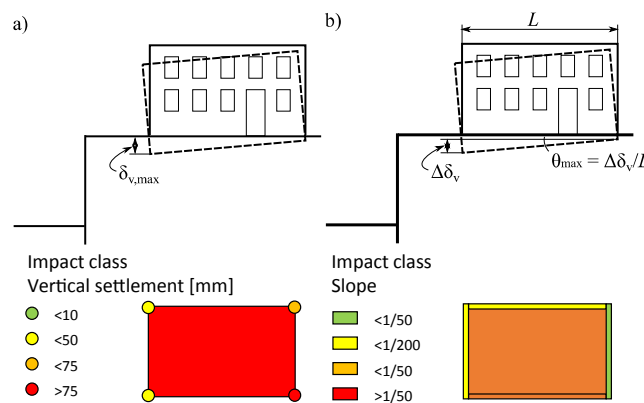 a)
δv,max
Impact class
Vertical settlement [mm]
<10
<50
<75
>75
b)
L
θmax = Δδv/L
Δδv
Impact class
Slope
<1/50
<1/200
<1/50
>1/50